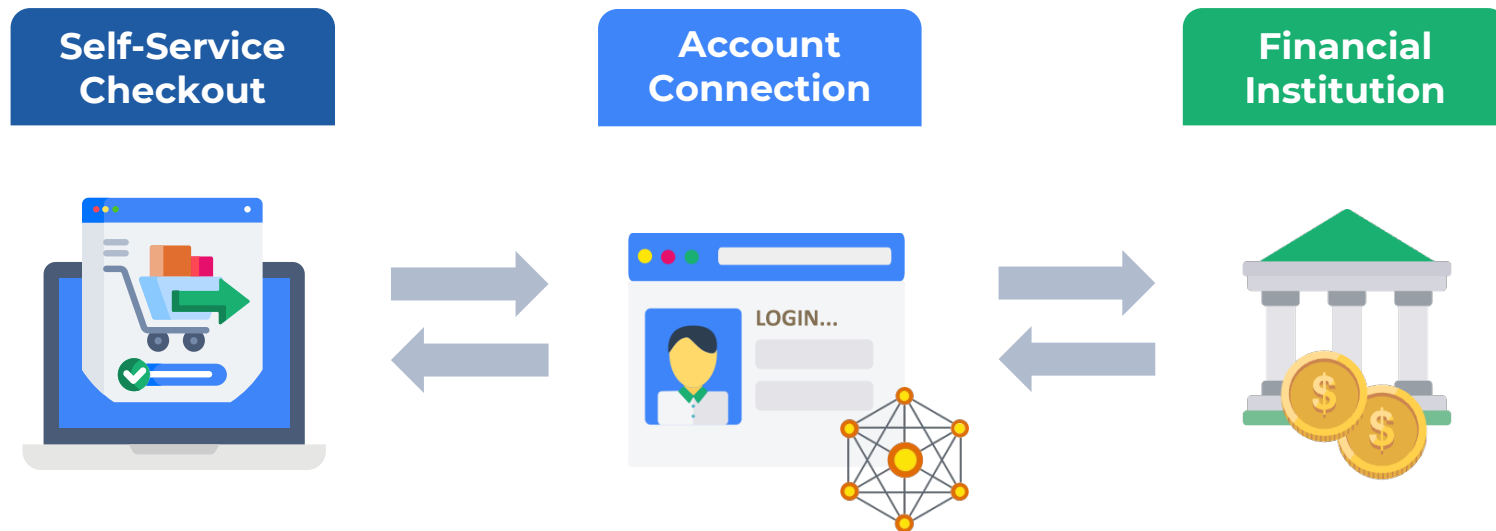 Self-Service
Checkout
Account
Connection
Financial
Institution
LOGIN...
$
$